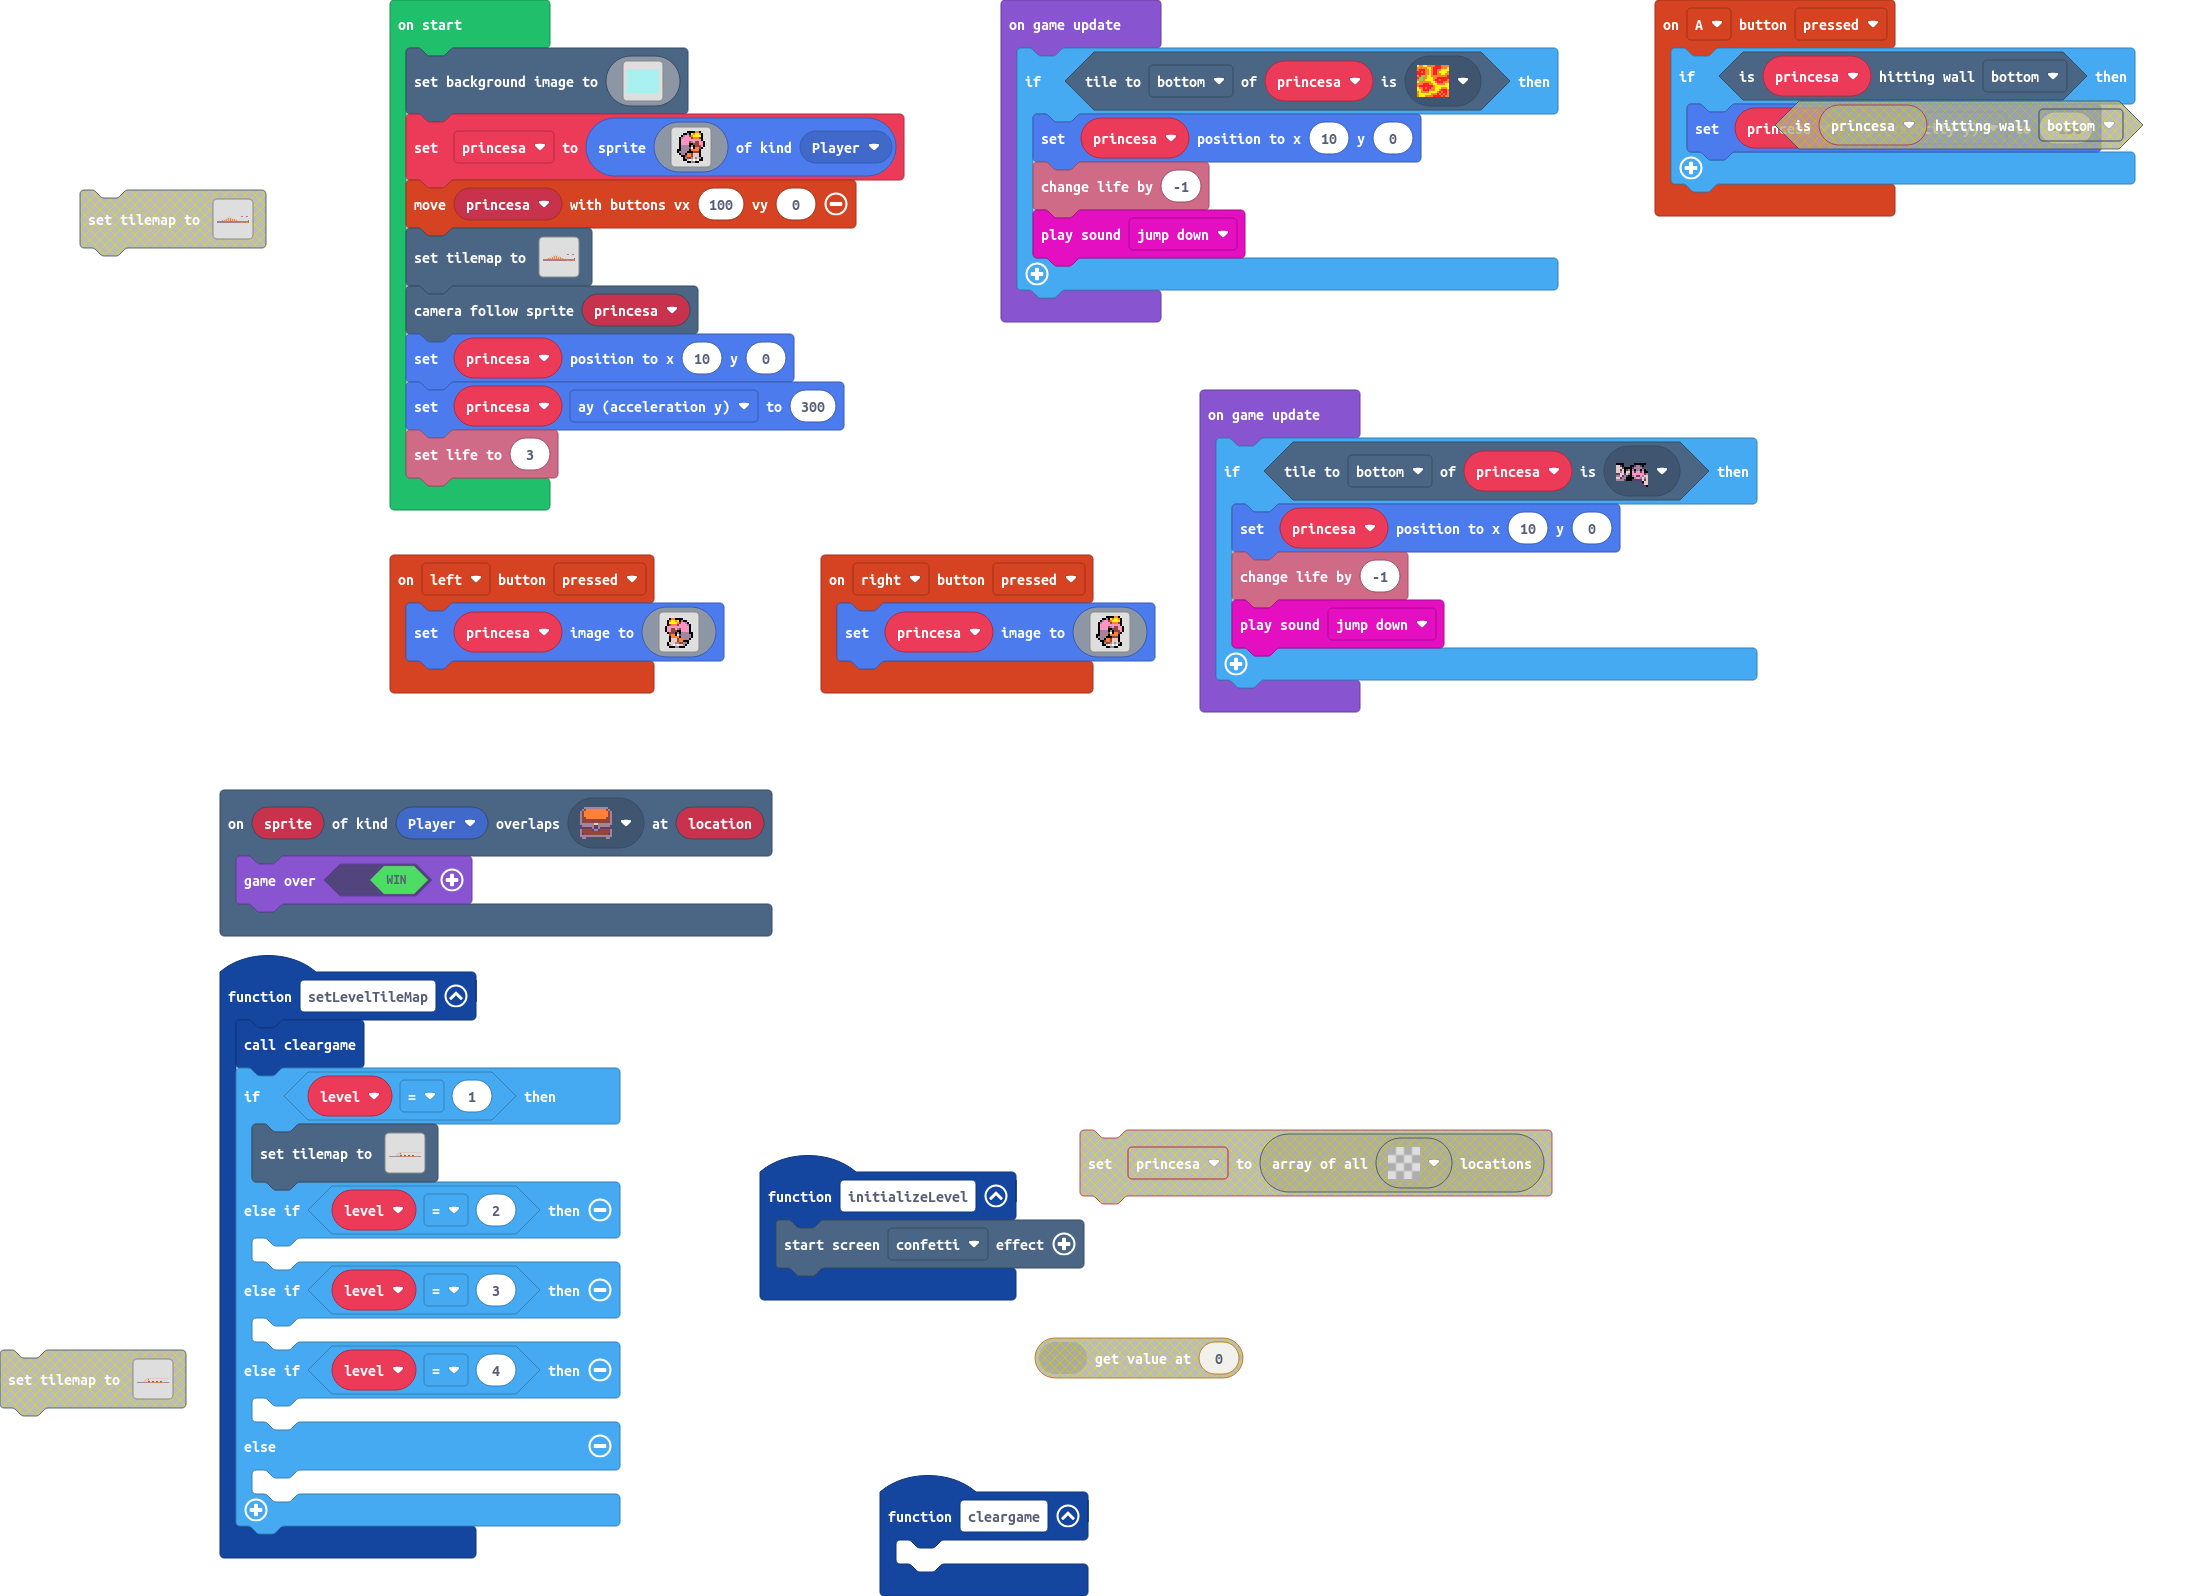 on start
set background image to
set princesa to sprite of kind Player
move princesa with buttons vx 100 vy 0
set tilemap to
camera follow sprite princesa
set princesa position to x 10 y 0
set princesa ay (acceleration y) to 300
set life to 3
set tilemap to
on game update
if tile to bottom of princesa is then
set princesa position to x 10 y 0
change life by -1
play sound jump down
on A button pressed
if is princesa hitting wall bottom then
set
is princesa hitting wall bottom
on game update
if tile to bottom of princesa is then
set princesa position to x 10 y 0
change life by -1
play sound jump down
on left button pressed
set princesa image to
on right button pressed
set princesa image to
on sprite of kind Player overlaps at location
game over WIN
function setLevelTileMap
call cleargame
if level = 1 then
set tilemap to
else if level = 2 then
else if level = 3 then
else if level = 4 then
else
set tilemap to
function initializeLevel
start screen confetti effect
set princesa to array of all locations
get value at 0
function cleargame